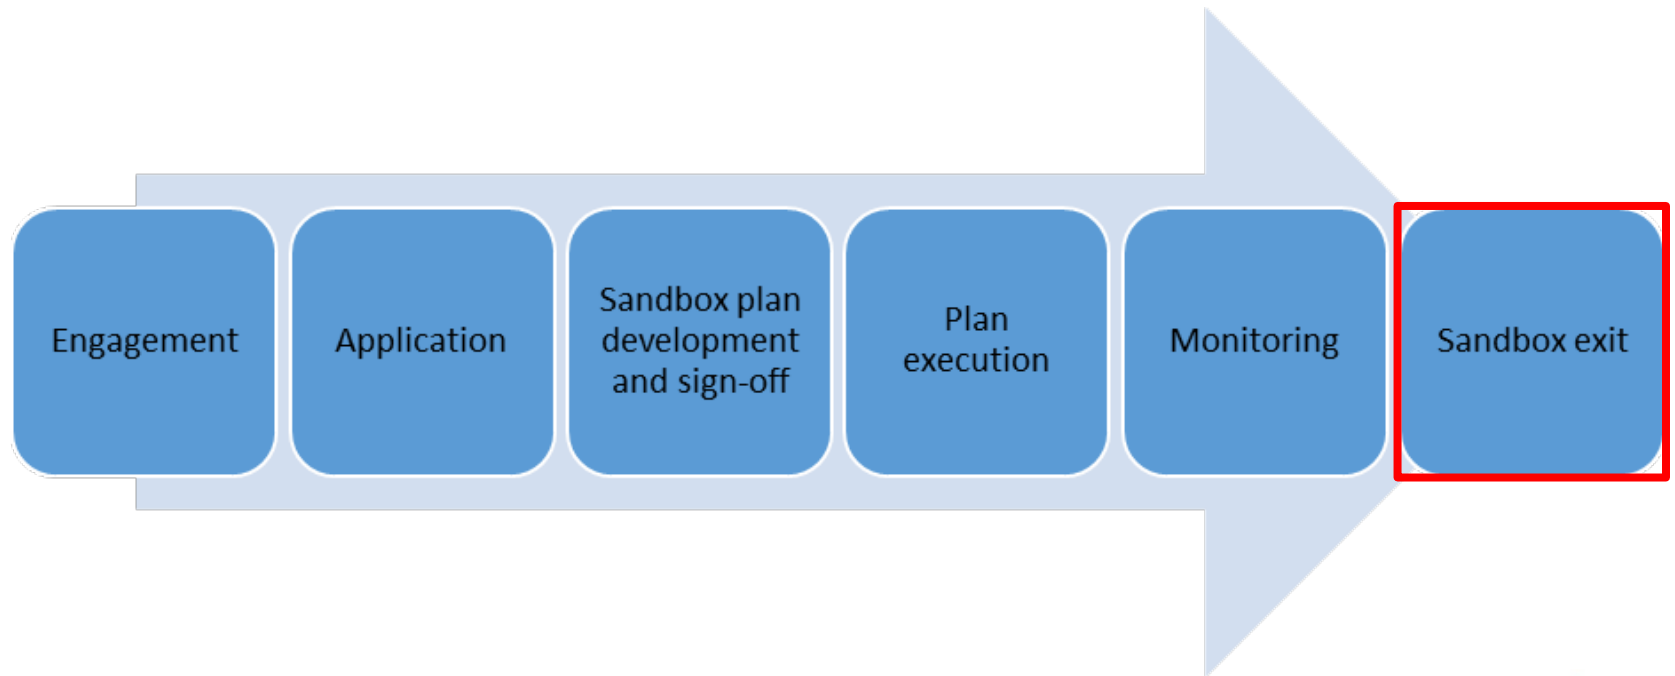 Engagement
Application
Sandbox plan
development
and sign-off
Plan
execution
Monitoring
Sandbox exit